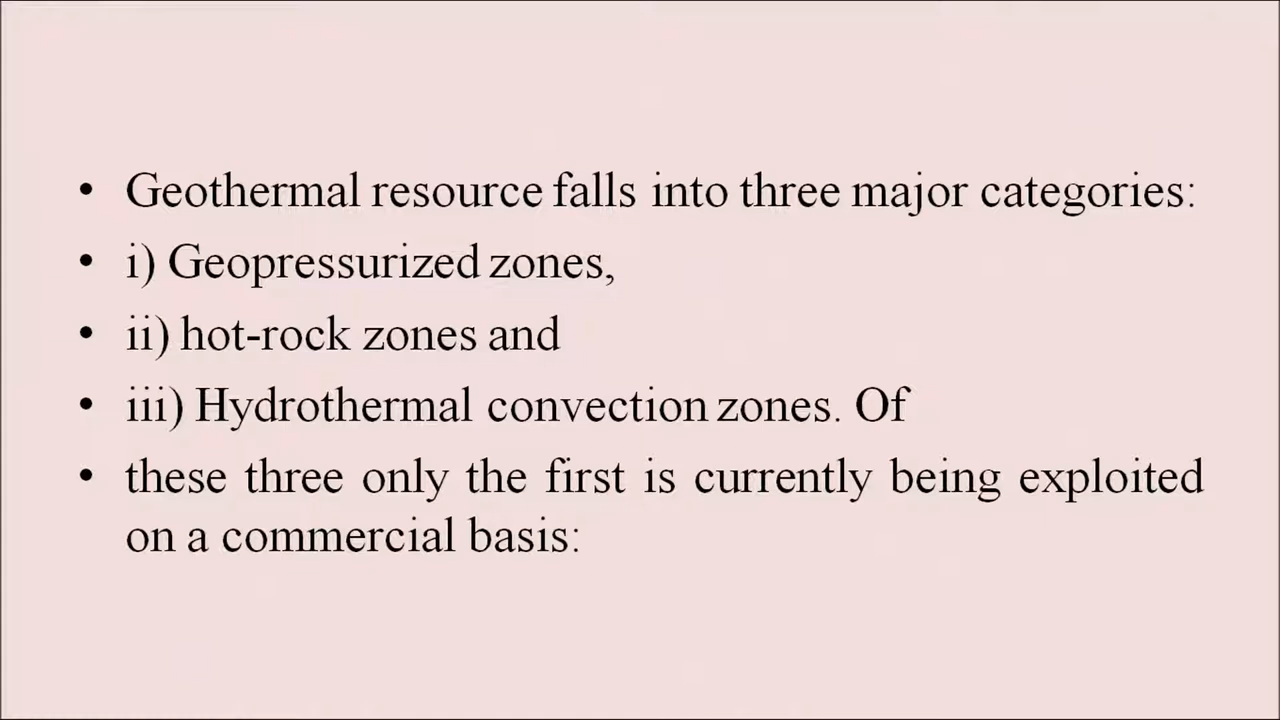 • Geothermal resource falls into three major categories:
• i) Geopressurized zones,
• ii) hot-rock zones and
• iii) Hydrothermal convection zones. Of
• these three only the first is currently being exploited
on a commercial basis: